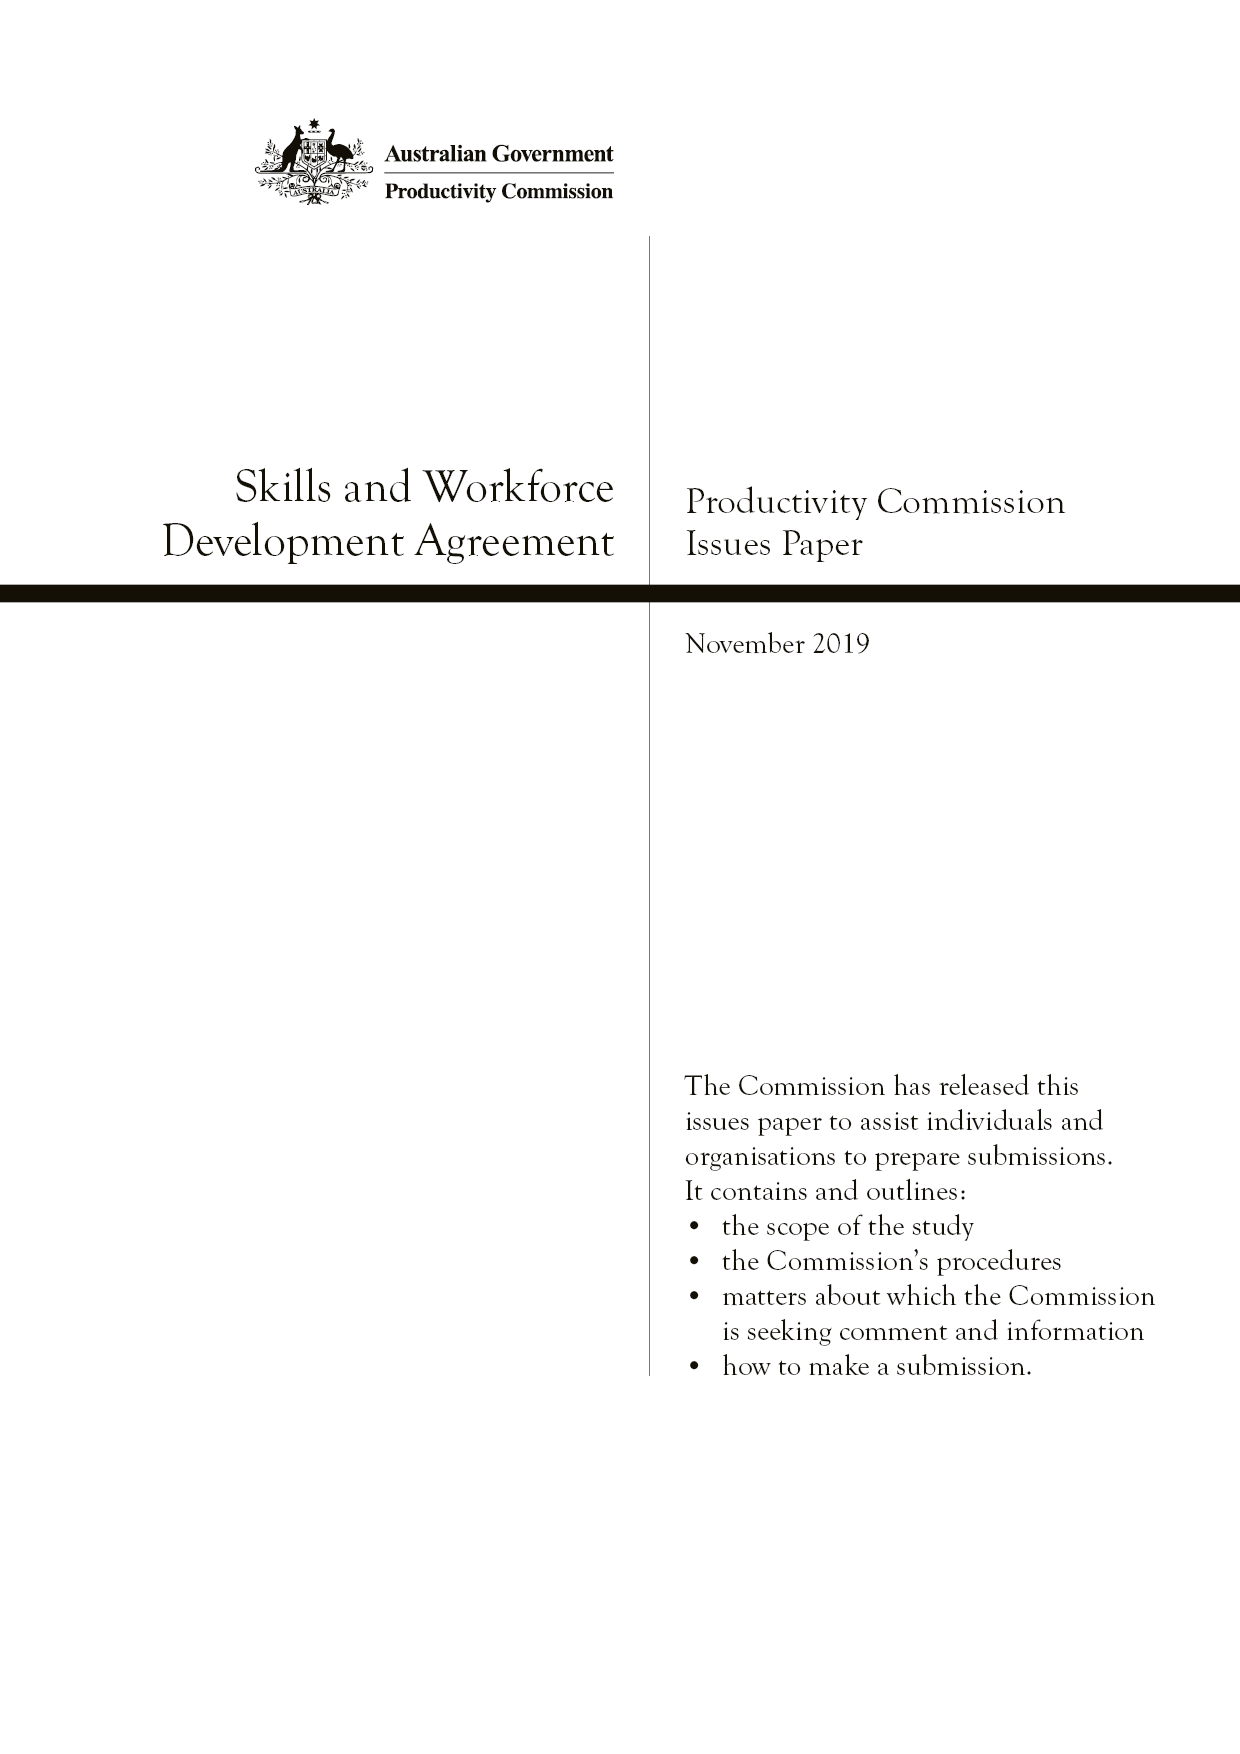 AUSTRALIA
Australian Government
Productivity Commission
Skills and Workforce
Development Agreement
Productivity Commission
Issues Paper
November 2019
The Commission has released this
issues paper to assist individuals and
organisations to prepare submissions.
It contains and outlines:
• the scope of the study
• the Commission’s procedures
• matters about which the Commission
is seeking comment and information
• how to make a submission.